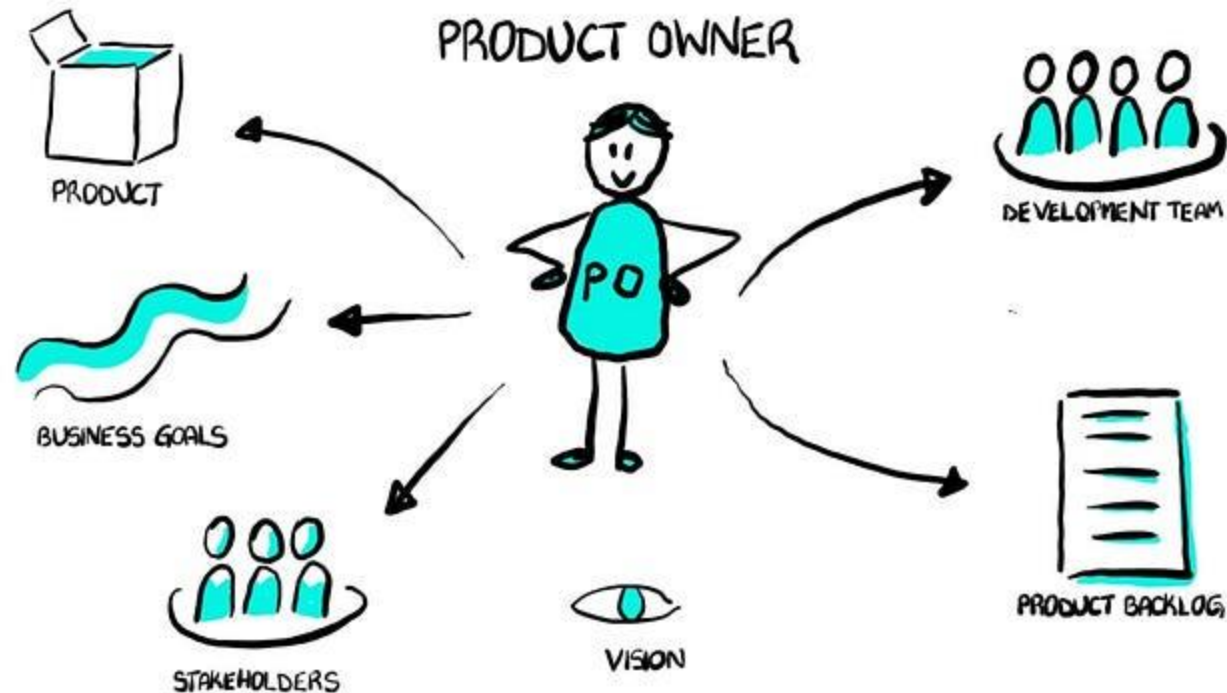 PRODUCT OWNER
PRODUCT
DEVELOPMENT TEAM
PO
BUSINESS GOALS
PRODUCT BACKLOG
STAKEHOLDERS
VISION